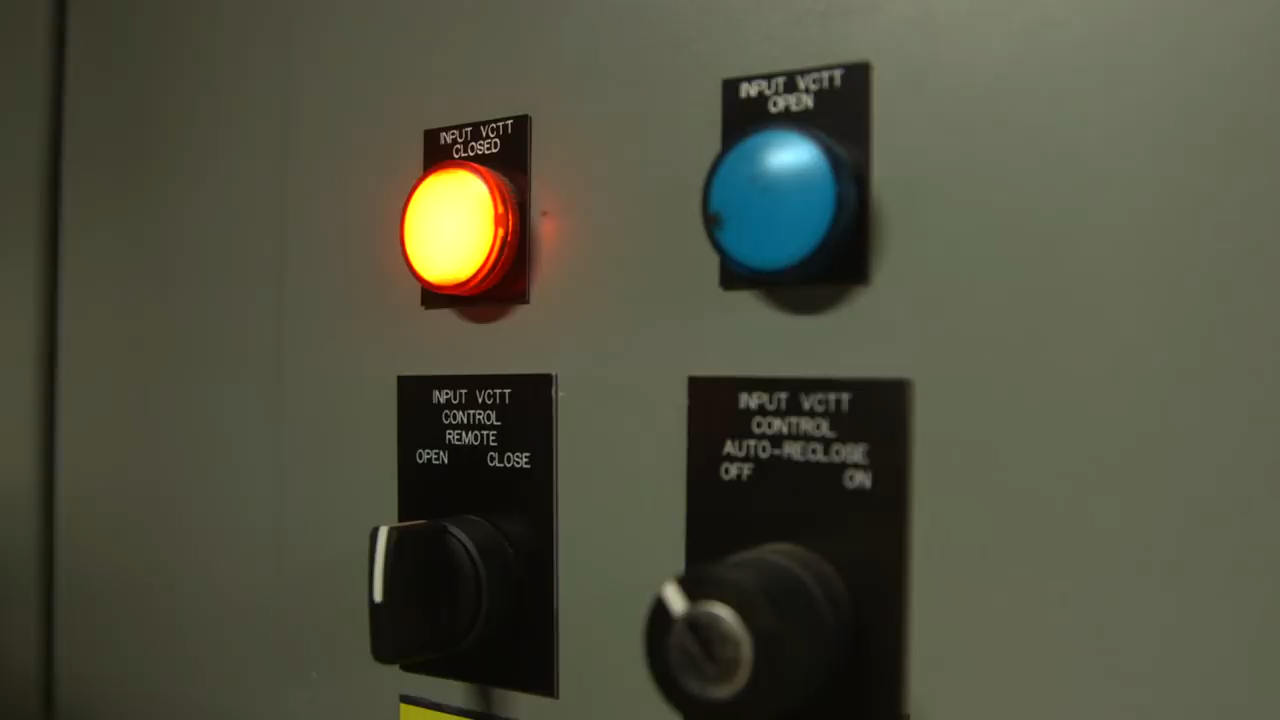 INPUT VCTT
CLOSED
INPUT VCTT
OPEN
INPUT VCTT
CONTROL
REMOTE
OPEN CLOSE
INPUT VCTT
CONTROL
AUTO-RECLOSE
OFF ON